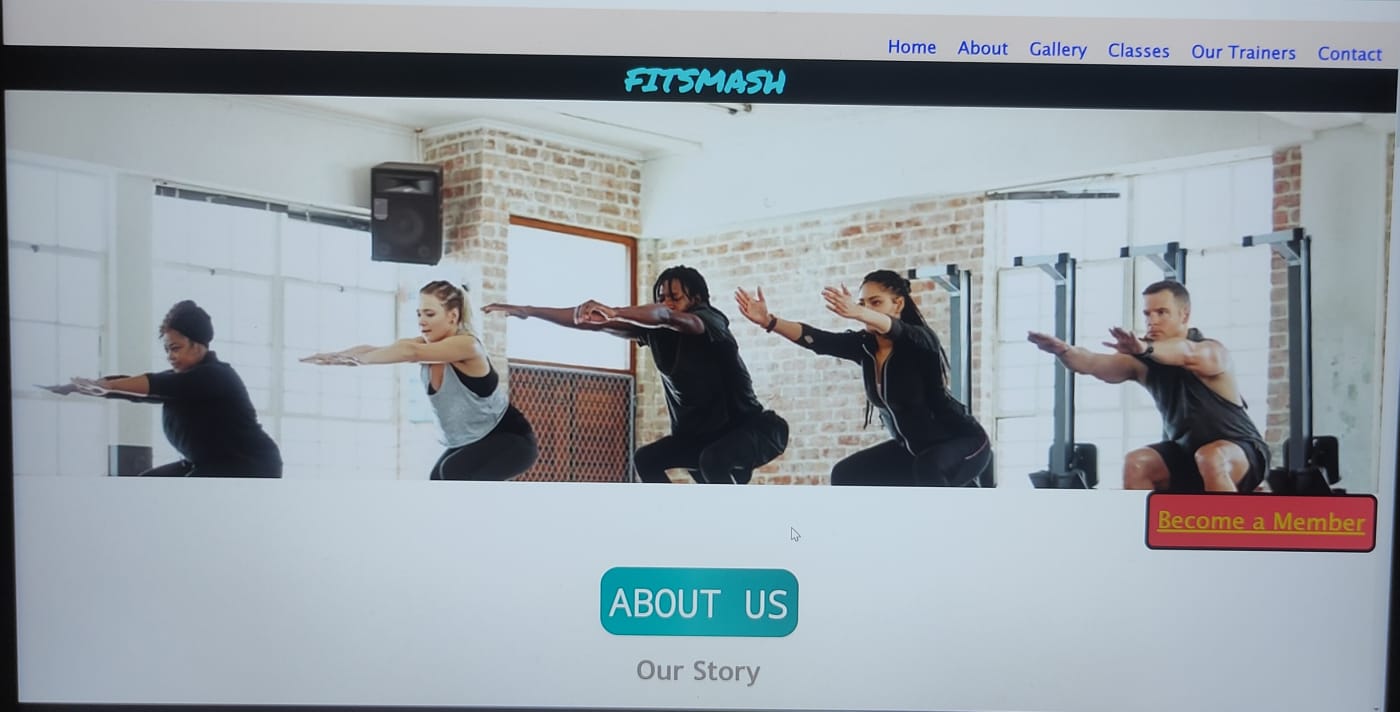 Home About Gallery Classes Our Trainers Contact
FITSMASH
Become a Member
ABOUT US
Our Story